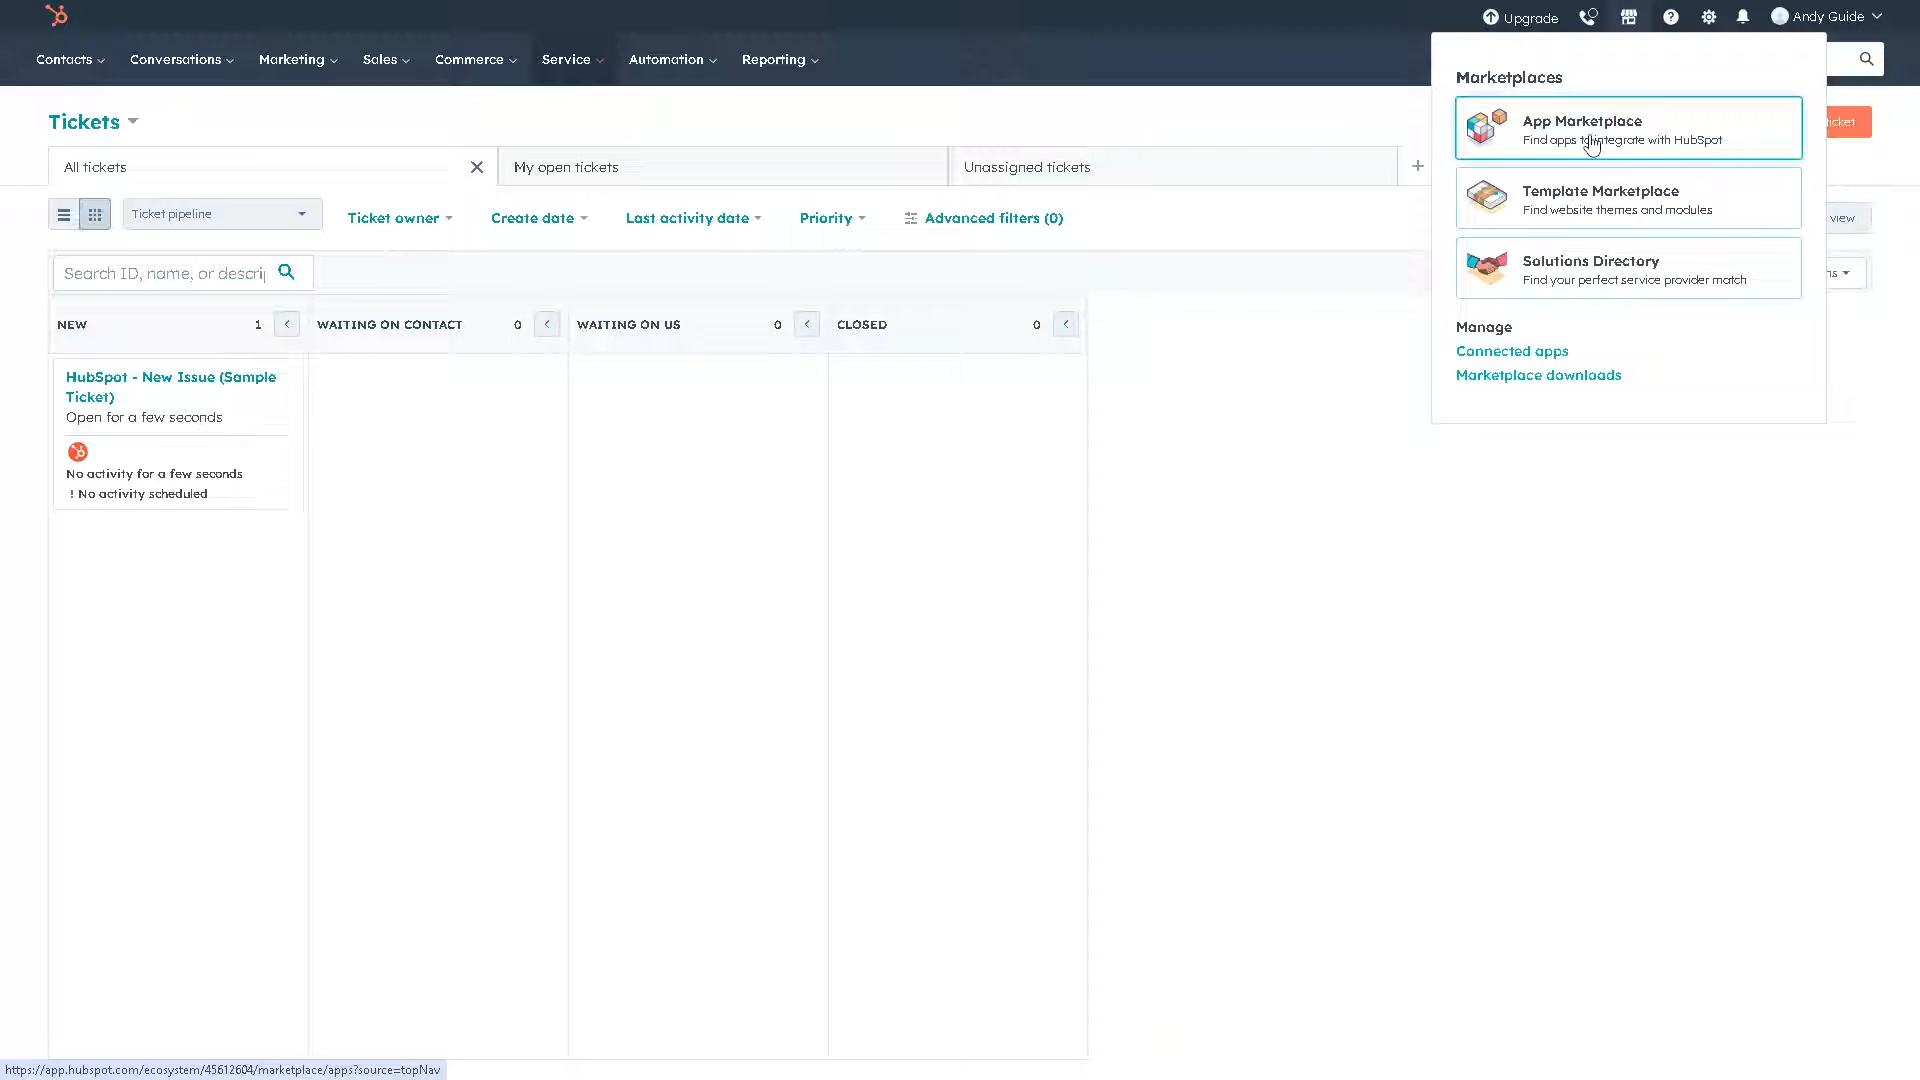 Upgrade
Andy Guide
Contacts
Conversations
Marketing
Sales
Commerce
Service
Automation
Reporting
Marketplaces
App Marketplace
Find apps to integrate with HubSpot
Template Marketplace
Find website themes and modules
Solutions Directory
Find your perfect service provider match
Manage
Connected apps
Marketplace downloads
Tickets
ticket
All tickets
My open tickets
Unassigned tickets
Ticket pipeline
Ticket owner
Create date
Last activity date
Priority
Advanced filters (0)
view
Search ID, name, or descrip
ns
NEW 1
WAITING ON CONTACT 0
WAITING ON US 0
CLOSED 0
HubSpot - New Issue (Sample
Ticket)
Open for a few seconds
No activity for a few seconds
! No activity scheduled
https://app.hubspot.com/ecosystem/45612604/marketplace/apps?source=topNav